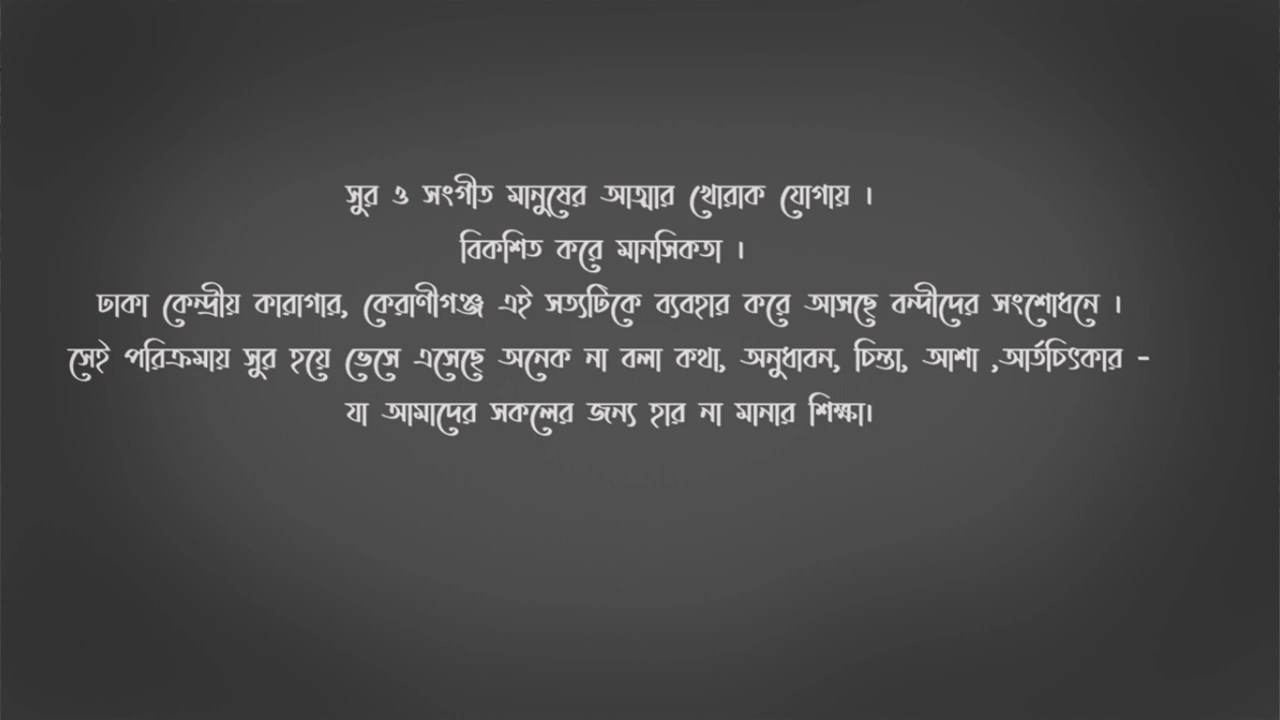 সুর ও সংগীত মানুষের আত্মার খোরাক যোগায় ।
বিকশিত করে মানসিকতা ।
ঢাকা কেন্দ্রীয় কারাগার, কেরাণীগঞ্জ এই সত্যটিকে ব্যবহার করে আসছে বন্দীদের সংশোধনে ।
সেই পরিক্রমায় সুর হয়ে ভেসে এসেছে অনেক না বলা কথা, অনুধাবন, চিন্তা, আশা ,আর্তচিৎকার -
যা আমাদের সকলের জন্য হার না মানার শিক্ষা।